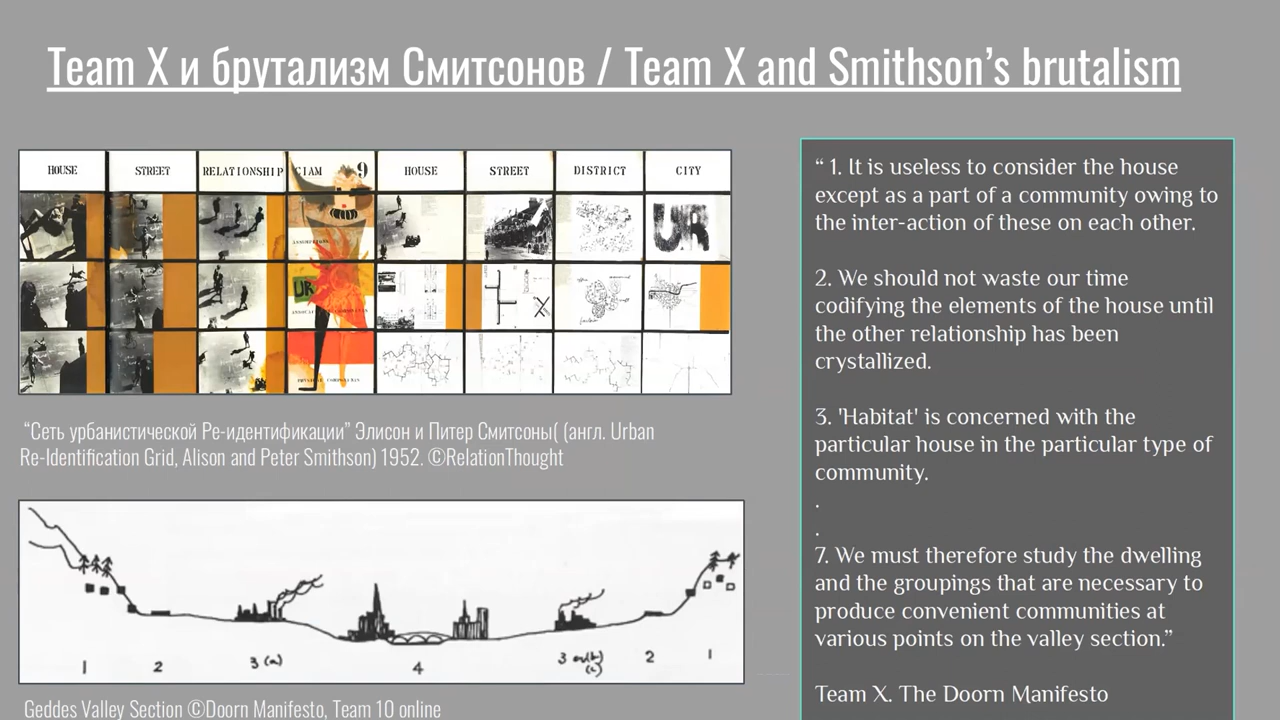 Team X и брутализм Смитсонов / Team X and Smithson’s brutalism
HOUSE STREET RELATIONSHIP CIAM 9 HOUSE STREET DISTRICT CITY
UR
UR
“Сеть урбанистической Ре-идентификации” Элисон и Питер Смитсоны( (англ. Urban
Re-Identification Grid, Alison and Peter Smithson) 1952. ©RelationThought
1 2 3 (a) 4 3 2 1
Geddes Valley Section ©Doorn Manifesto, Team 10 online
“ 1. It is useless to consider the house
except as a part of a community owing to
the inter-action of these on each other.
2. We should not waste our time
codifying the elements of the house until
the other relationship has been
crystallized.
3. 'Habitat' is concerned with the
particular house in the particular type of
community.
.
.
7. We must therefore study the dwelling
and the groupings that are necessary to
produce convenient communities at
various points on the valley section.”
Team X. The Doorn Manifesto